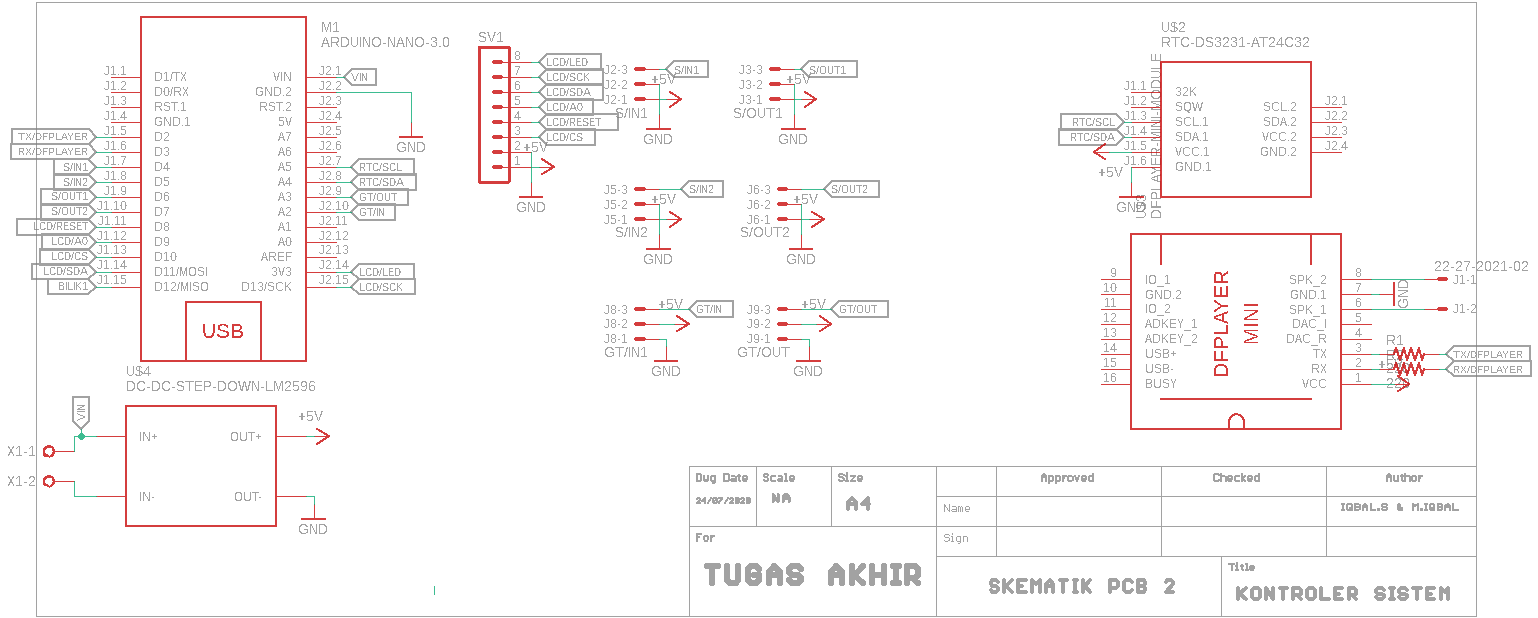 M1
ARDUINO-NANO-3.0
J1.1 D1/TX VIN J2.1 VIN
J1.2 D0/RX GND.2 J2.2
J1.3 RST.1 RST.2 J2.3
J1.4 GND.1 5V J2.4
TX/DFPLAYER J1.5 D2 A7 J2.5
RX/DFPLAYER J1.6 D3 A6 J2.6
S/IN1 J1.7 D4 A5 J2.7 RTC/SCL
S/IN2 J1.8 D5 A4 J2.8 RTC/SDA
S/OUT1 J1.9 D6 A3 J2.9 GT/OUT
S/OUT2 J1.10 D7 A2 J2.10 GT/IN
LCD/RESET J1.11 D8 A1 J2.11
LCD/A0 J1.12 D9 A0 J2.12
LCD/CS J1.13 D10 AREF J2.13
LCD/SDA J1.14 D11/MOSI 3V3 J2.14 LCD/LED
BILIK1 J1.15 D12/MISO D13/SCK J2.15 LCD/SCK
USB
GND
U$4
DC-DC-STEP-DOWN-LM2596
VIN
+5V
X1-1 IN+ OUT+
X1-2 IN- OUT-
GND
SV1
8 LCD/LED
7 LCD/SCK
6 LCD/SDA
5 LCD/A0
4 LCD/RESET
3 LCD/CS
2 +5V
1
GND
J2-3 S/IN1
J2-2 +5V
J2-1
S/IN1
GND
J3-3 S/OUT1
J3-2 +5V
J3-1
S/OUT1
GND
J5-3 S/IN2
J5-2 +5V
J5-1
S/IN2
GND
J6-3 S/OUT2
J6-2 +5V
J6-1
S/OUT2
GND
J8-3 +5V GT/IN
J8-2
J8-1
GT/IN1
GND
J9-3 +5V GT/OUT
J9-2
J9-1
GT/OUT
GND
U$2
RTC-DS3231-AT24C32
J1.1 32K
J1.2 SQW SCL.2 J2.1
RTC/SCL J1.3 SCL.1 SDA.2 J2.2
RTC/SDA J1.4 SDA.1 VCC.2 J2.3
J1.5 VCC.1 GND.2 J2.4
+5V J1.6 GND.1
GND
DFPLAYER-MINI-MODULE
9 IO_1 SPK_2 8 J1-1
22-27-2021-02
10 GND.2 GND.1 7 GND
11 IO_2 SPK_1 6 J1-2
12 ADKEY_1 DAC_I 5
13 ADKEY_2 DAC_R 4
R1
14 USB+ TX 3 TX/DFPLAYER
15 USB- RX 2 RX/DFPLAYER
16 BUSY VCC 1
DFPLAYER
MINI
Dwg Date Scale Size
24/07/2020 NA A4
Approved Checked Author
Name IQBAL.S & M.IQBAL
Sign
For
TUGAS AKHIR
SKEMATIK PCB 2
Title
KONTROLER SISTEM